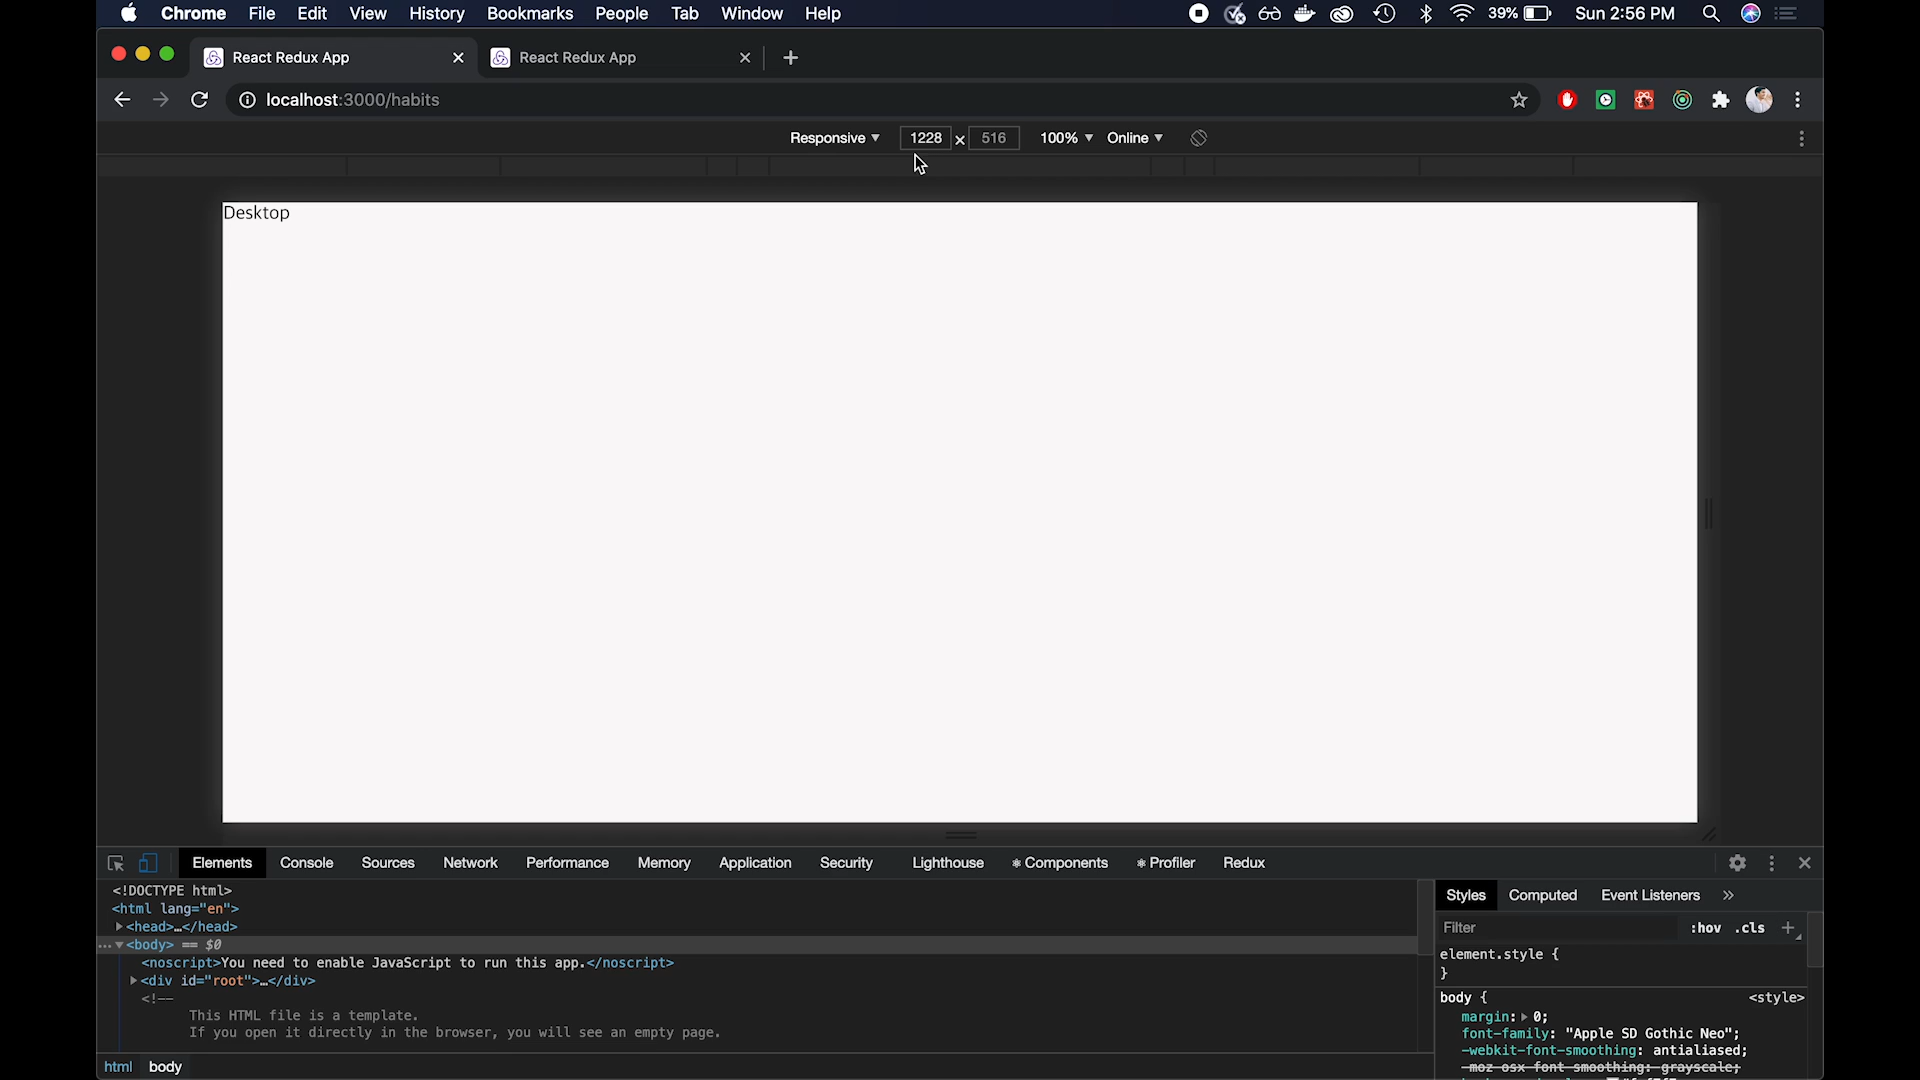 Chrome File Edit View History Bookmarks People Tab Window Help 39% Sun 2:56 PM
React Redux App React Redux App
localhost:3000/habits
Responsive 1228 × 516 100% Online
Desktop
Elements Console Sources Network Performance Memory Application Security Lighthouse Components Profiler Redux
<!DOCTYPE html>
<html lang="en">
<head>…</head>
<body> == $0
<noscript>You need to enable JavaScript to run this app.</noscript>
<div id="root">…</div>
<!--
This HTML file is a template.
If you open it directly in the browser, you will see an empty page.
html body
Styles Computed Event Listeners »
Filter :hov .cls +
element.style {
}
body { <style>
margin: 0;
font-family: "Apple SD Gothic Neo";
-webkit-font-smoothing: antialiased;
-moz-osx-font-smoothing: grayscale;